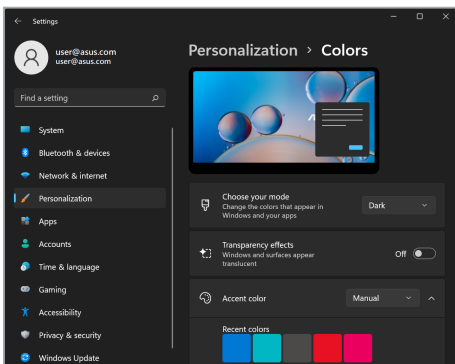 Settings
user@asus.com
user@asus.com
Find a setting
System
Bluetooth & devices
Network & internet
Personalization
Apps
Accounts
Time & language
Gaming
Accessibility
Privacy & security
Windows Update
Personalization > Colors
Choose your mode
Change the colors that appear in
Windows and your apps
Dark
Transparency effects
Windows and surfaces appear
translucent
Off
Accent color
Manual
Recent colors